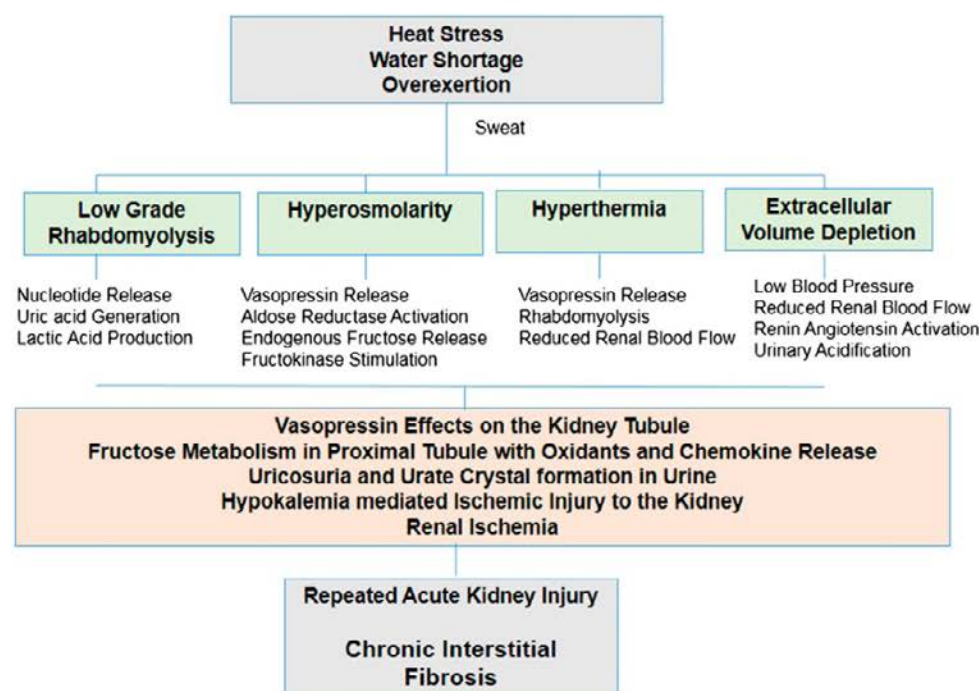 Heat Stress
Water Shortage
Overexertion
Sweat
Low Grade
Rhabdomyolysis
Hyperosmolarity
Hyperthermia
Extracellular
Volume Depletion
Nucleotide Release
Uric acid Generation
Lactic Acid Production
Vasopressin Release
Aldose Reductase Activation
Endogenous Fructose Release
Fructokinase Stimulation
Vasopressin Release
Rhabdomyolysis
Reduced Renal Blood Flow
Low Blood Pressure
Reduced Renal Blood Flow
Renin Angiotensin Activation
Urinary Acidification
Vasopressin Effects on the Kidney Tubule
Fructose Metabolism in Proximal Tubule with Oxidants and Chemokine Release
Uricosuria and Urate Crystal formation in Urine
Hypokalemia mediated Ischemic Injury to the Kidney
Renal Ischemia
Repeated Acute Kidney Injury
Chronic Interstitial
Fibrosis